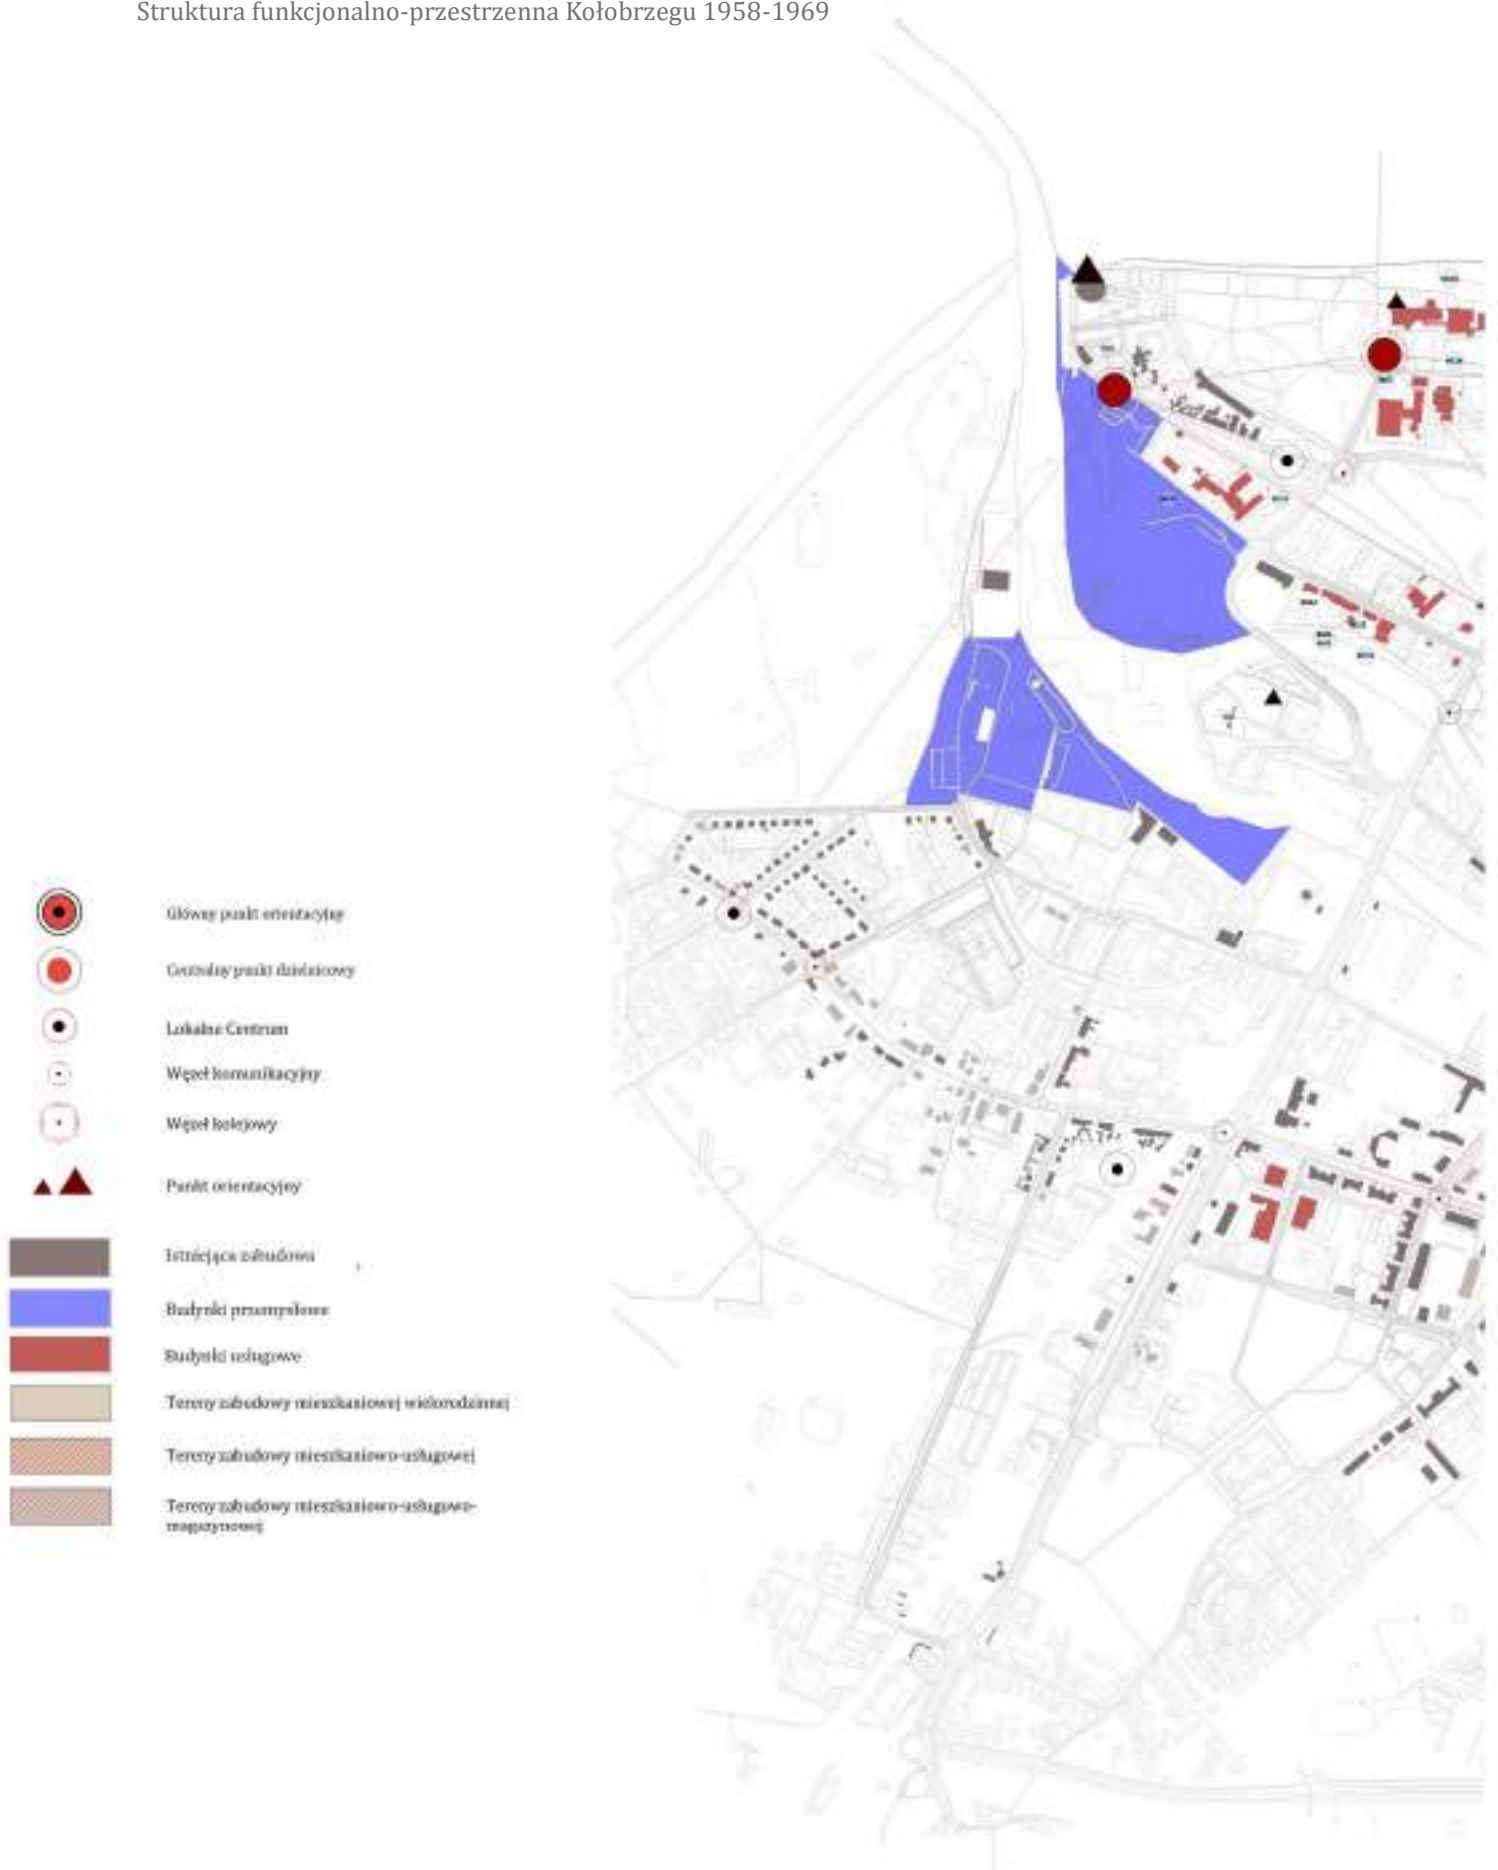 Struktura funkcjonalno-przestrzenna Kołobrzegu 1958-1969
Główny punkt orientacyjny
Centralny punkt dzielnicowy
Lokalne Centrum
Węzeł komunikacyjny
Węzeł kolejowy
Punkt orientacyjny
Istniejąca zabudowa
Budynki przemysłowe
Budynki usługowe
Tereny zabudowy mieszkaniowej wielorodzinnej
Tereny zabudowy mieszkaniowo-usługowej
Tereny zabudowy mieszkaniowo-usługowo-
magazynowej